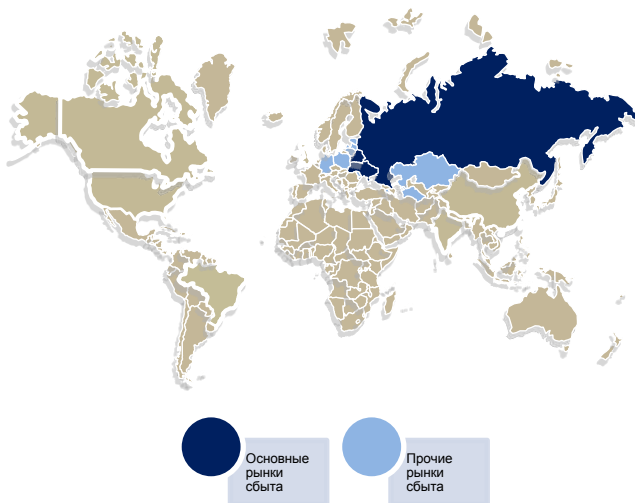 Основные
рынки
сбыта
Прочие
рынки
сбыта